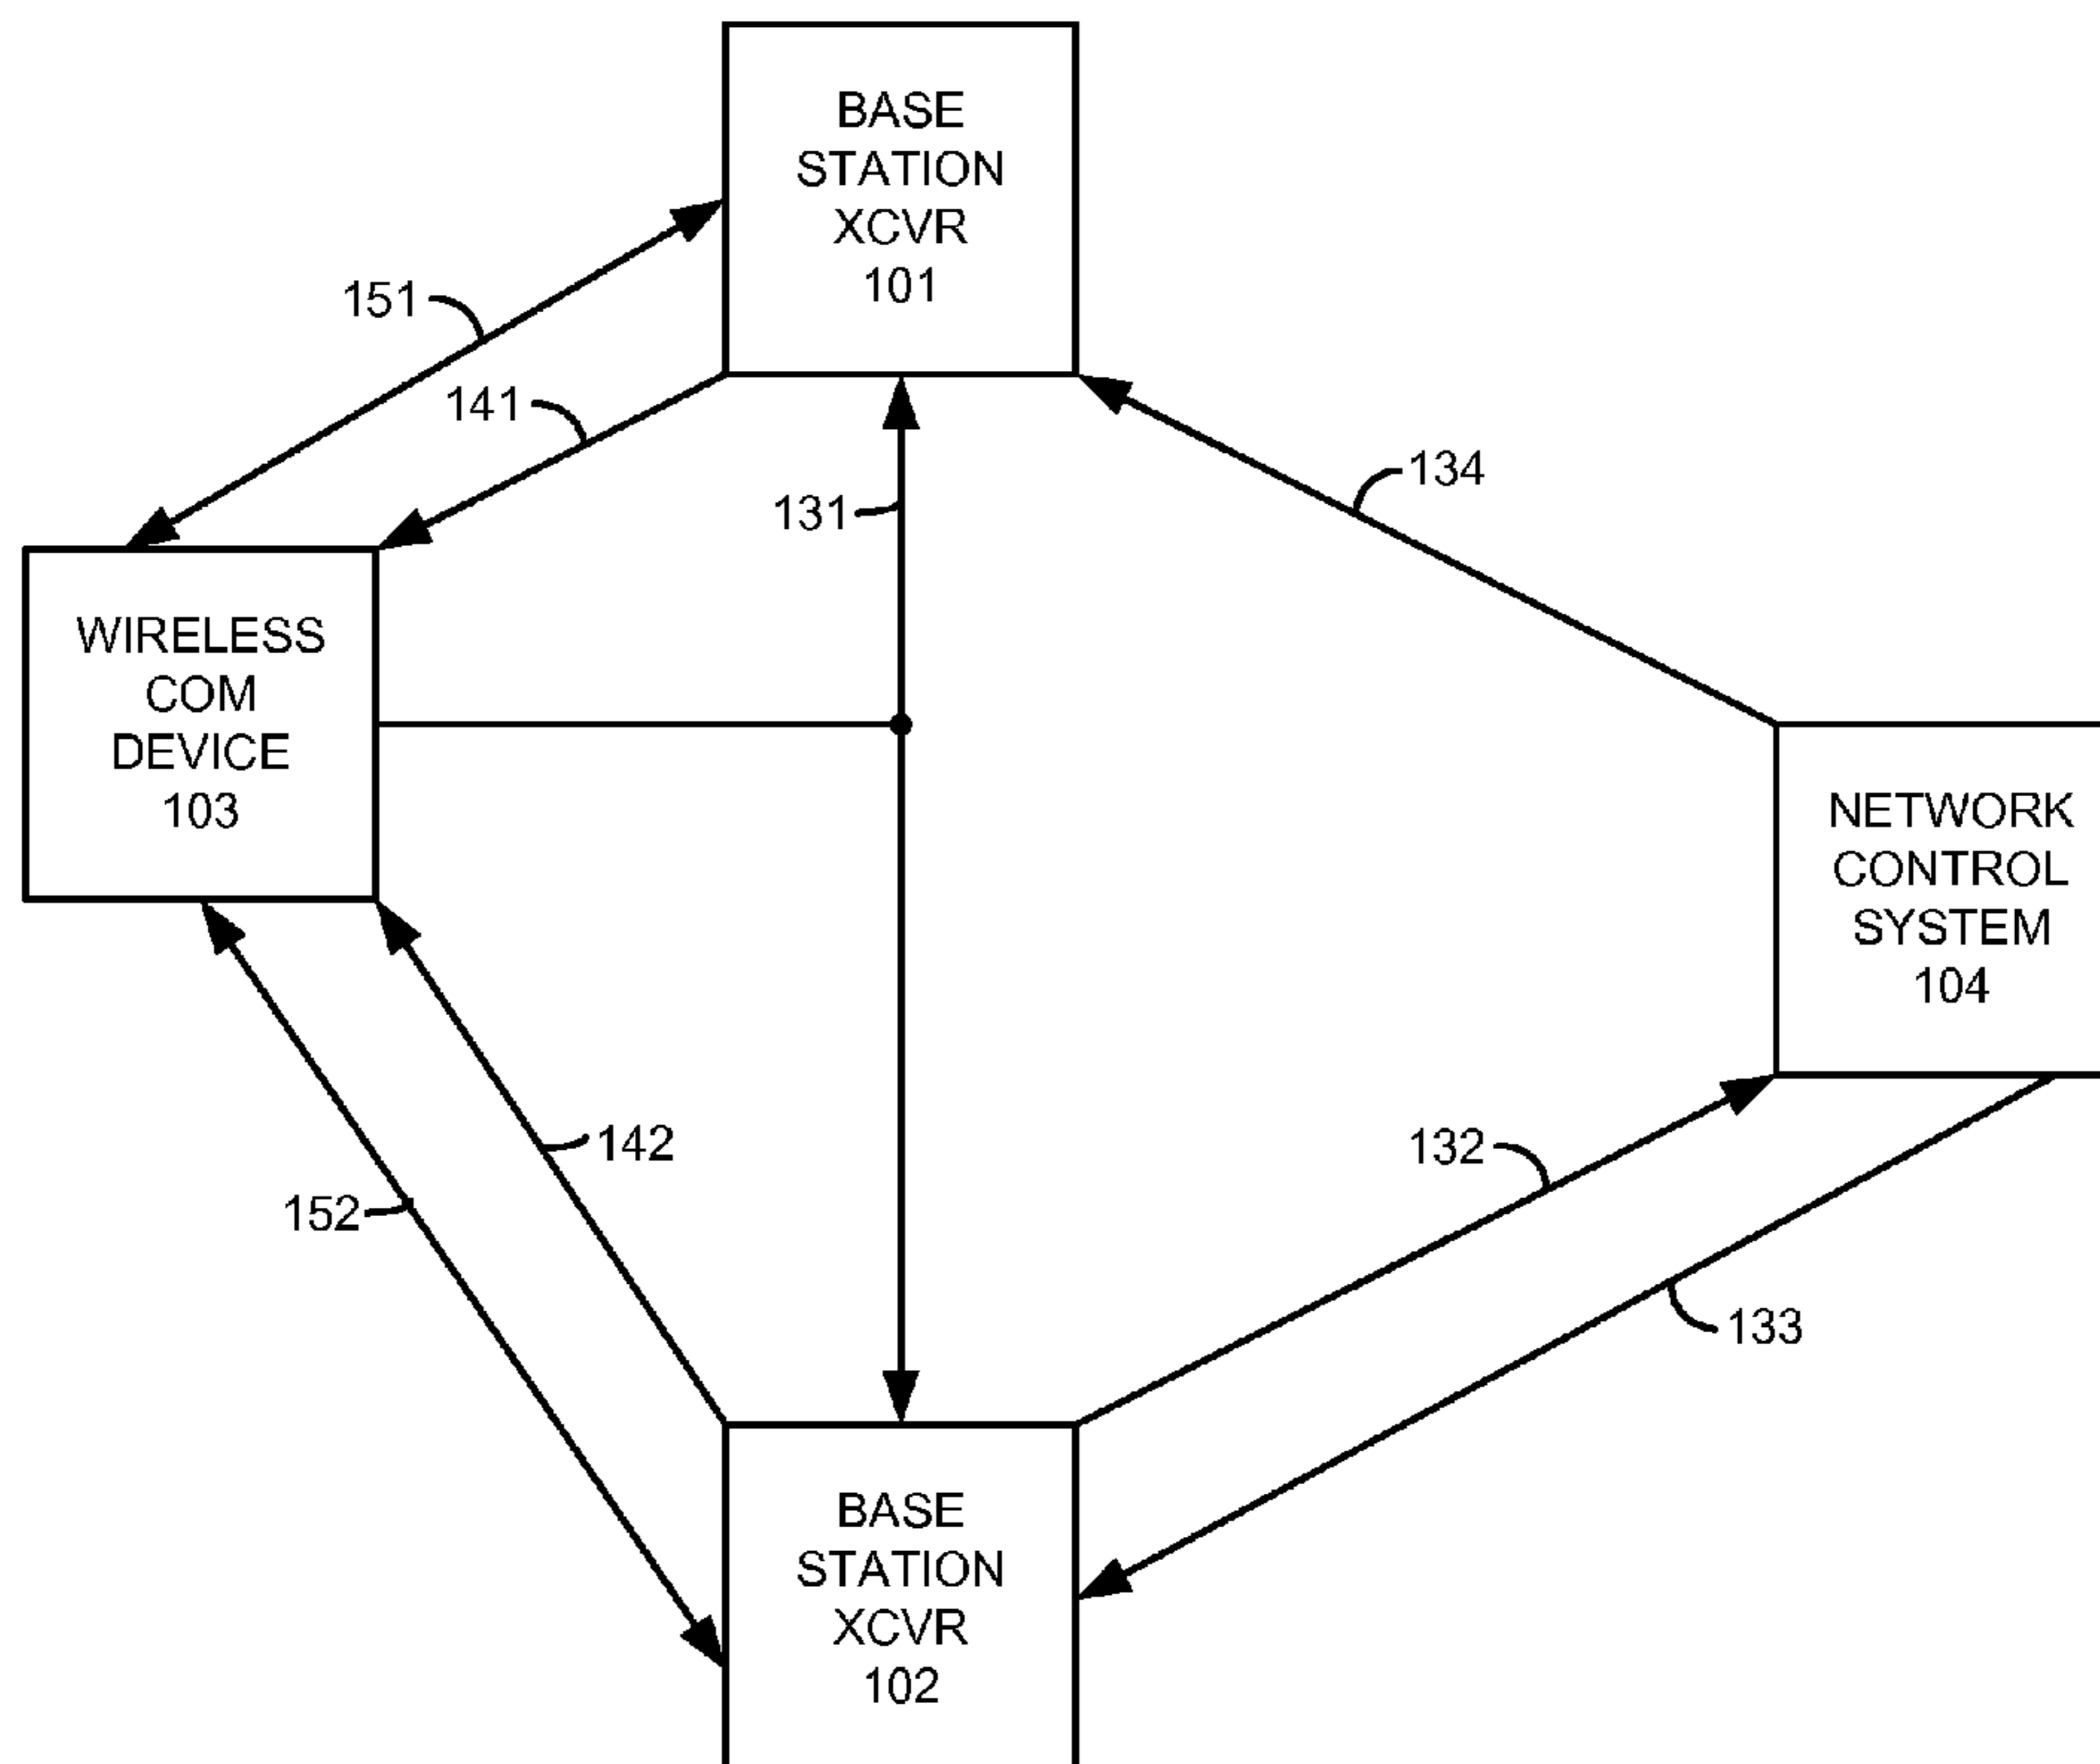 BASE
STATION
XCVR
101
151
141
131
134
WIRELESS
COM
DEVICE
103
NETWORK
CONTROL
SYSTEM
104
142
132
152
133
BASE
STATION
XCVR
102